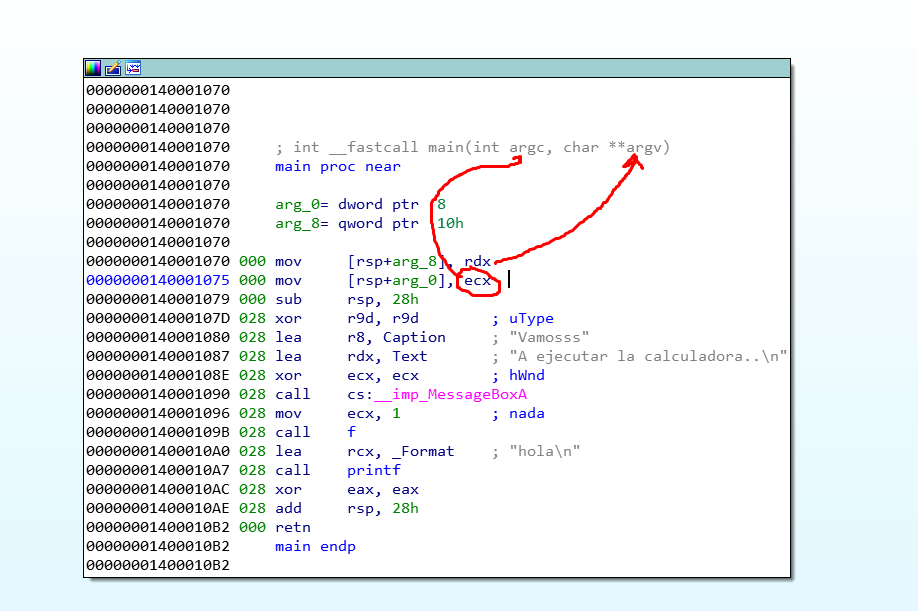 0000000140001070
0000000140001070
0000000140001070
0000000140001070 ; int __fastcall main(int argc, char **argv)
0000000140001070 main proc near
0000000140001070
0000000140001070 arg_0= dword ptr 8
0000000140001070 arg_8= qword ptr 10h
0000000140001070
0000000140001070 000 mov [rsp+arg_8], rdx
0000000140001075 000 mov [rsp+arg_0], ecx
0000000140001079 000 sub rsp, 28h
000000014000107D 028 xor r9d, r9d ; uType
0000000140001080 028 lea r8, Caption ; "Vamosss"
0000000140001087 028 lea rdx, Text ; "A ejecutar la calculadora..\n"
000000014000108E 028 xor ecx, ecx ; hWnd
0000000140001090 028 call cs:__imp_MessageBoxA
0000000140001096 028 mov ecx, 1 ; nada
000000014000109B 028 call f
00000001400010A0 028 lea rcx, _Format ; "hola\n"
00000001400010A7 028 call printf
00000001400010AC 028 xor eax, eax
00000001400010AE 028 add rsp, 28h
00000001400010B2 000 retn
00000001400010B2 main endp
00000001400010B2